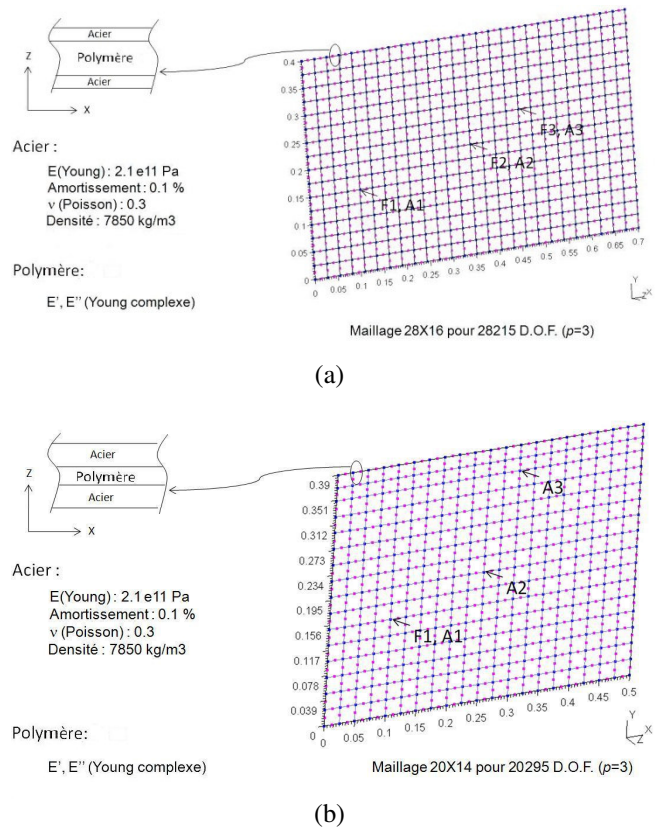 Acier
Polymère
Acier
Z
X
Acier :
E(Young) : 2.1 e11 Pa
Amortissement : 0.1 %
ν (Poisson) : 0.3
Densité : 7850 kg/m3
Polymère:
E', E'' (Young complexe)
0.4
0.35
0.3
0.25
0.2
0.15
0.1
0.05
0
0 0.05 0.1 0.15 0.2 0.25 0.3 0.35 0.4 0.45 0.5 0.55 0.6 0.7
F1, A1
F2, A2
F3, A3
Y
Z X
Maillage 28X16 pour 28215 D.O.F. (p=3)
(a)
Acier
Polymère
Acier
Z
X
Acier :
E(Young) : 2.1 e11 Pa
Amortissement : 0.1 %
ν (Poisson) : 0.3
Densité : 7850 kg/m3
Polymère:
E', E'' (Young complexe)
0.39
0.351
0.312
0.273
0.234
0.195
0.156
0.117
0.078
0.039
0
0 0.05 0.1 0.15 0.2 0.25 0.3 0.35 0.4 0.45 0.5
F1, A1
A2
A3
Y
X
Z
Maillage 20X14 pour 20295 D.O.F. (p=3)
(b)